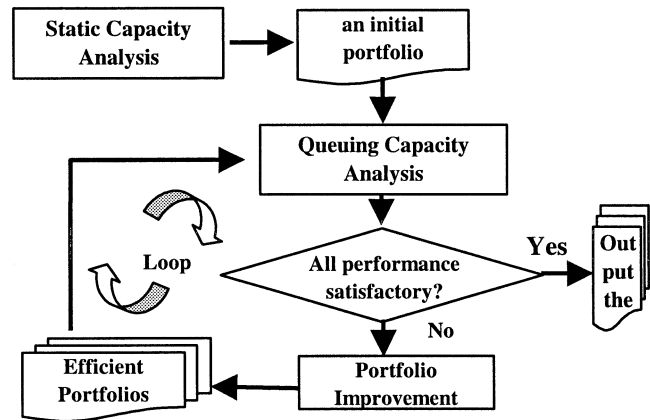 Static Capacity
Analysis
an initial
portfolio
Queuing Capacity
Analysis
Loop
All performance
satisfactory?
Yes
Out
put
the
No
Efficient
Portfolios
Portfolio
Improvement